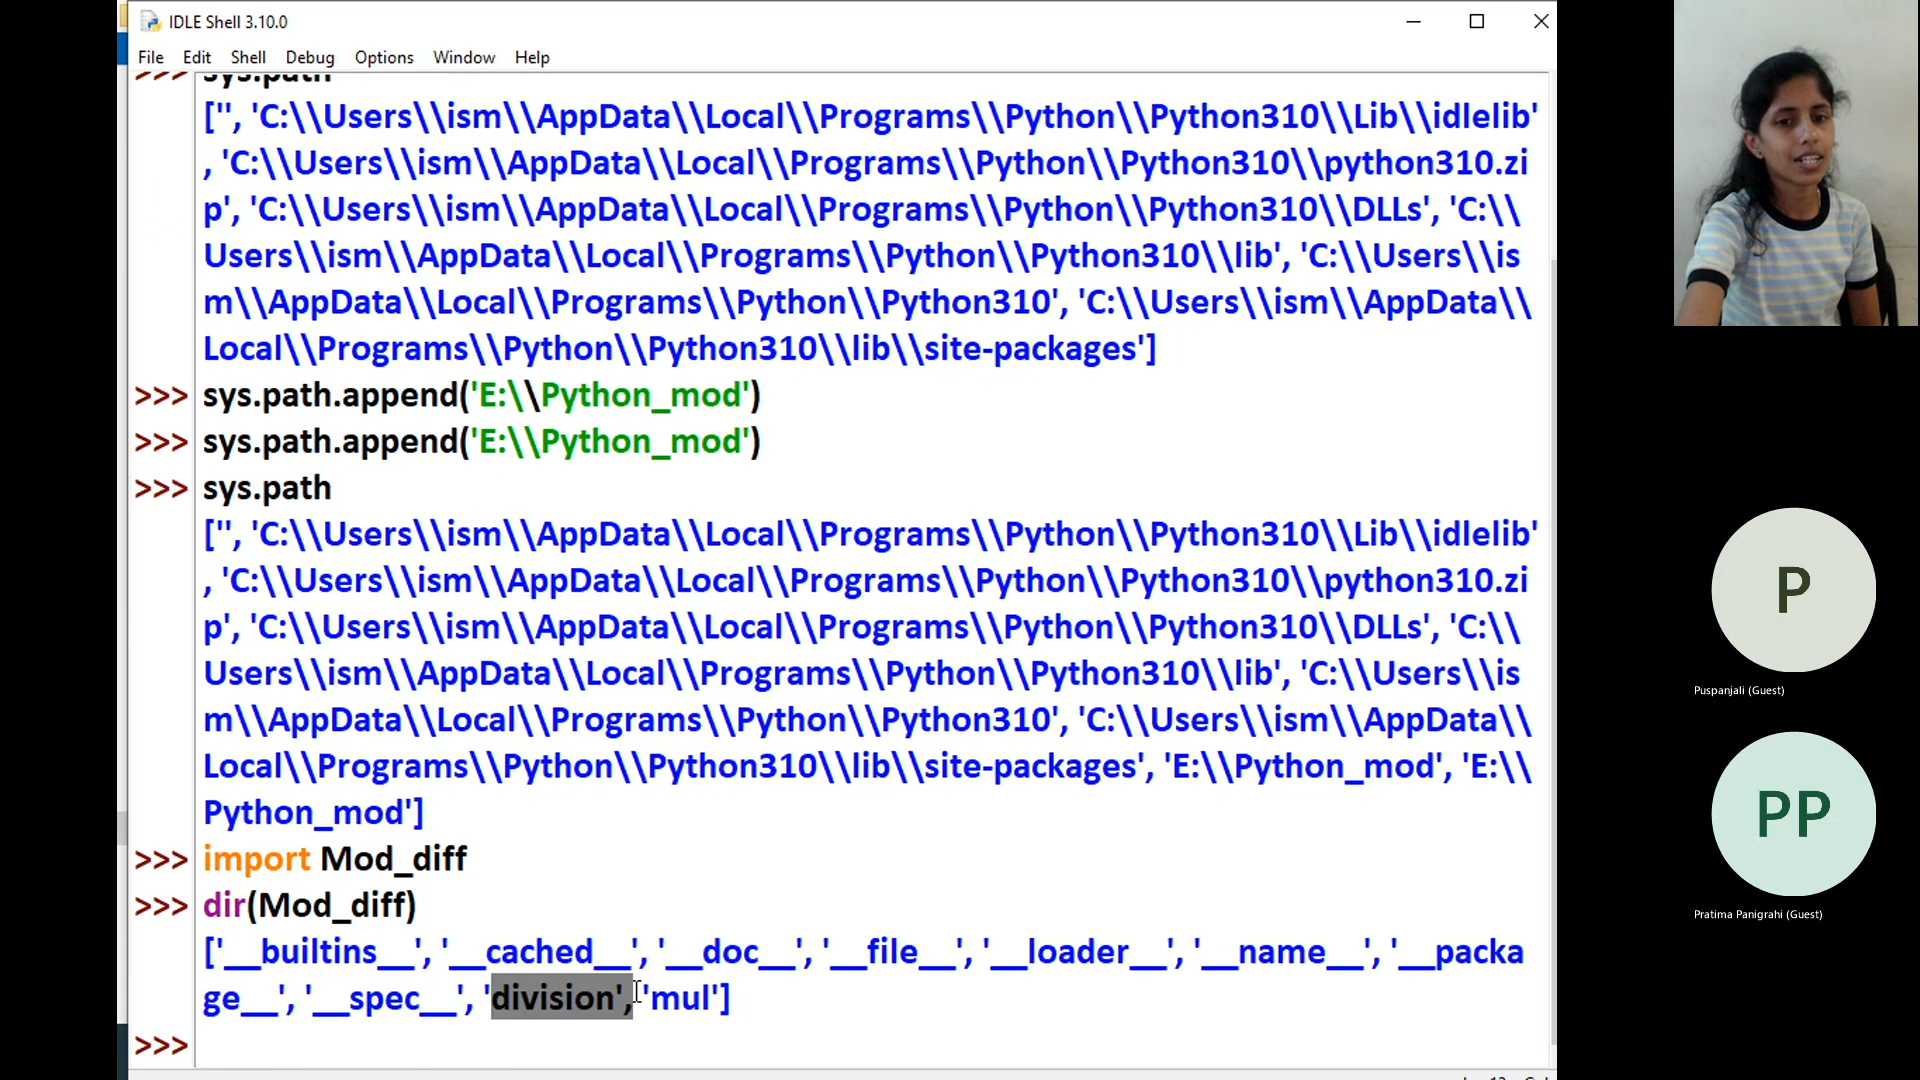 IDLE Shell 3.10.0
File Edit Shell Debug Options Window Help
>>> sys.path
['', 'C:\\Users\\ism\\AppData\\Local\\Programs\\Python\\Python310\\Lib\\idlelib'
, 'C:\\Users\\ism\\AppData\\Local\\Programs\\Python\\Python310\\python310.zi
p', 'C:\\Users\\ism\\AppData\\Local\\Programs\\Python\\Python310\\DLLs', 'C:\\
Users\\ism\\AppData\\Local\\Programs\\Python\\Python310\\lib', 'C:\\Users\\is
m\\AppData\\Local\\Programs\\Python\\Python310', 'C:\\Users\\ism\\AppData\\
Local\\Programs\\Python\\Python310\\lib\\site-packages']
>>> sys.path.append('E:\\Python_mod')
>>> sys.path.append('E:\\Python_mod')
>>> sys.path
['', 'C:\\Users\\ism\\AppData\\Local\\Programs\\Python\\Python310\\Lib\\idlelib'
, 'C:\\Users\\ism\\AppData\\Local\\Programs\\Python\\Python310\\python310.zi
p', 'C:\\Users\\ism\\AppData\\Local\\Programs\\Python\\Python310\\DLLs', 'C:\\
Users\\ism\\AppData\\Local\\Programs\\Python\\Python310\\lib', 'C:\\Users\\is
m\\AppData\\Local\\Programs\\Python\\Python310', 'C:\\Users\\ism\\AppData\\
Local\\Programs\\Python\\Python310\\lib\\site-packages', 'E:\\Python_mod', 'E:\\
Python_mod']
>>> import Mod_diff
>>> dir(Mod_diff)
['__builtins__', '__cached__', '__doc__', '__file__', '__loader__', '__name__', '__packa
ge__', '__spec__', 'division', 'mul']
>>>
P
Puspanjali (Guest)
PP
Pratima Panigrahi (Guest)